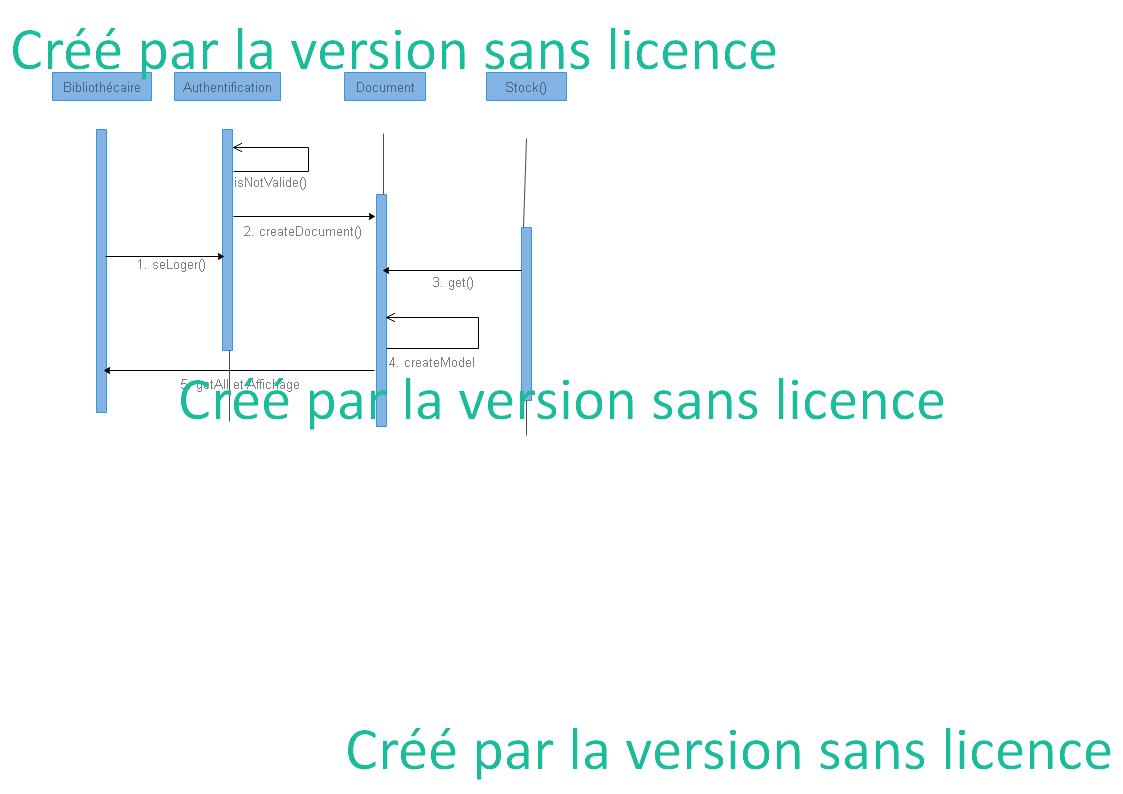 Créé par la version sans licence
Bibliothécaire
Authentification
Document
Stock()
isNotValide()
2. createDocument()
1. seLoger()
3. get()
4. createModel
5. getAll et Affichage
Créé par la version sans licence
Créé par la version sans licence